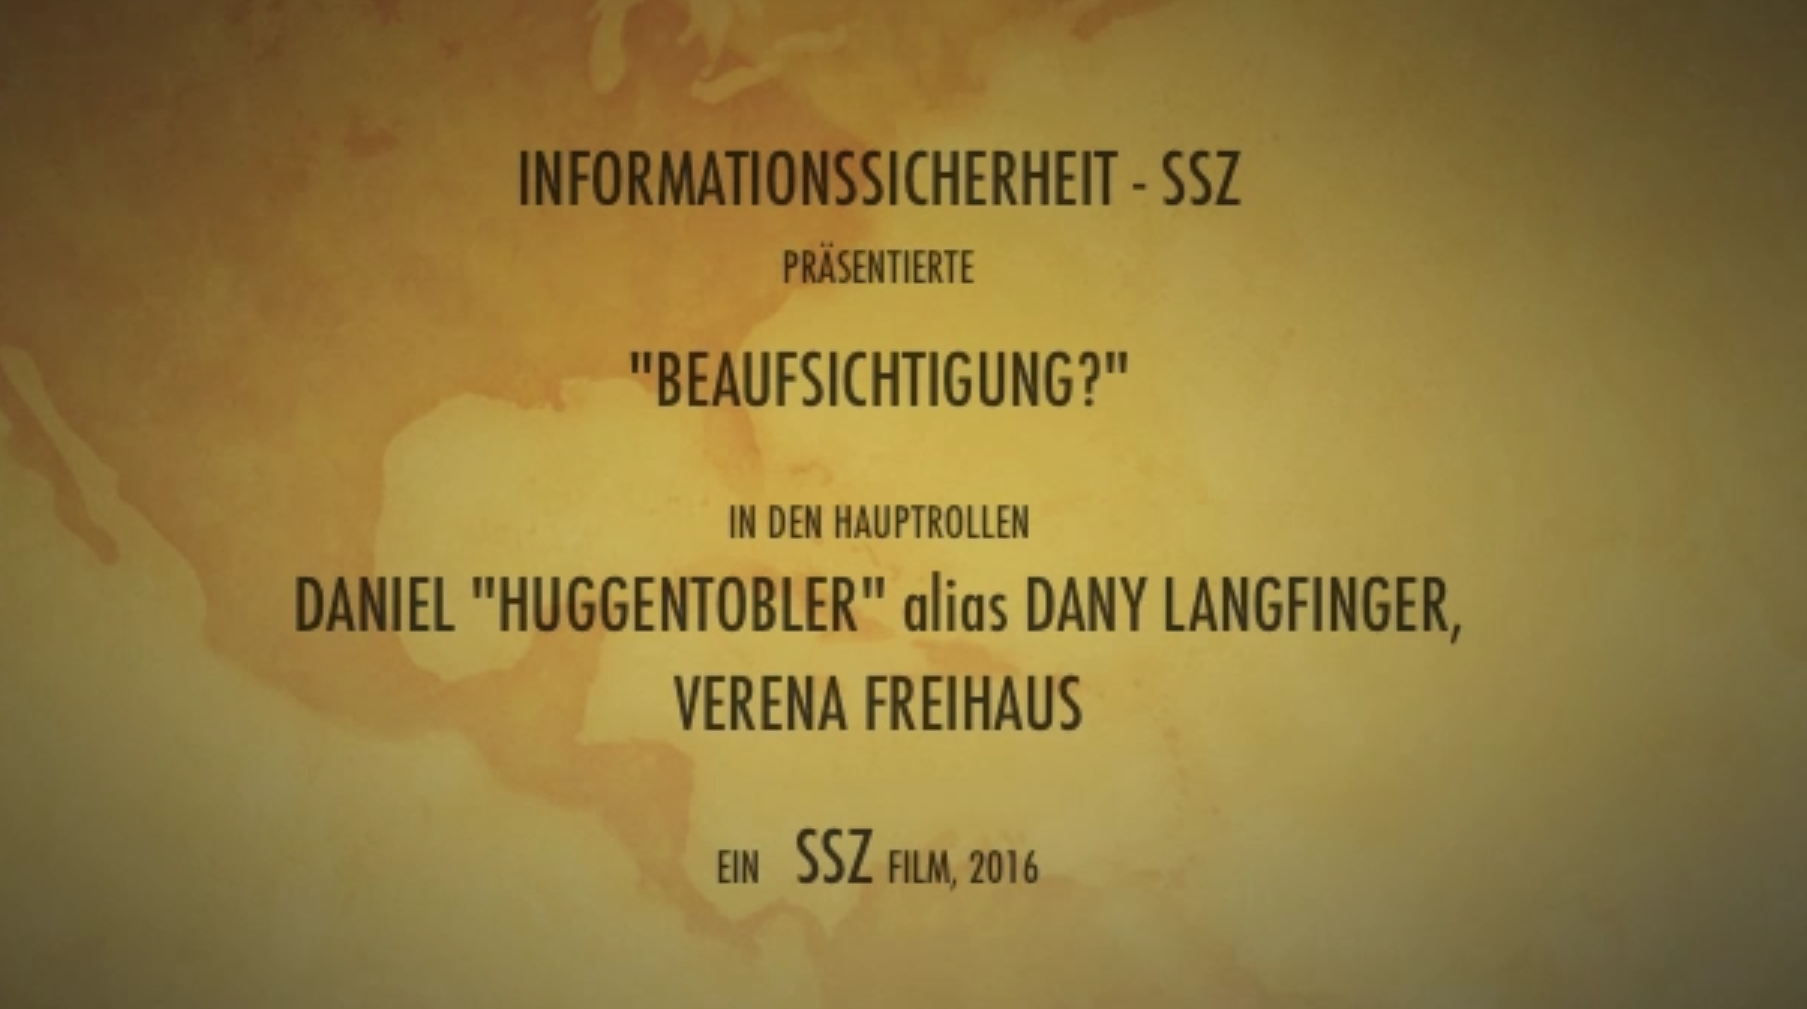 INFORMATIONSSICHERHEIT - SSZ
PRÄSENTIERTE
"BEAUFSICHTIGUNG?"
IN DEN HAUPTROLLEN
DANIEL "HUGGENTOBLER" alias DANY LANGFINGER,
VERENA FREIHAUS
EIN SSZ FILM, 2016